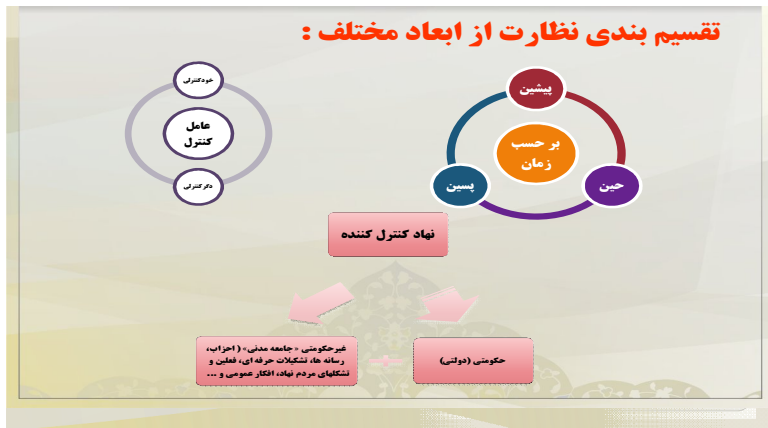 تقسیم بندی نظارت از ابعاد مختلف :
پیشین
بر حسب
زمان
پسین
حین
خودکنترلی
عامل
کنترل
دگرکنترلی
نهاد کنترل کننده
حکومتی (دولتی)
غیرحکومتی « جامعه مدنی» ( احزاب،
رسانه ها، تشکیلات حرفه ای، فعلین و
تشکلهای مردم نهاد، افکار عمومی و ...